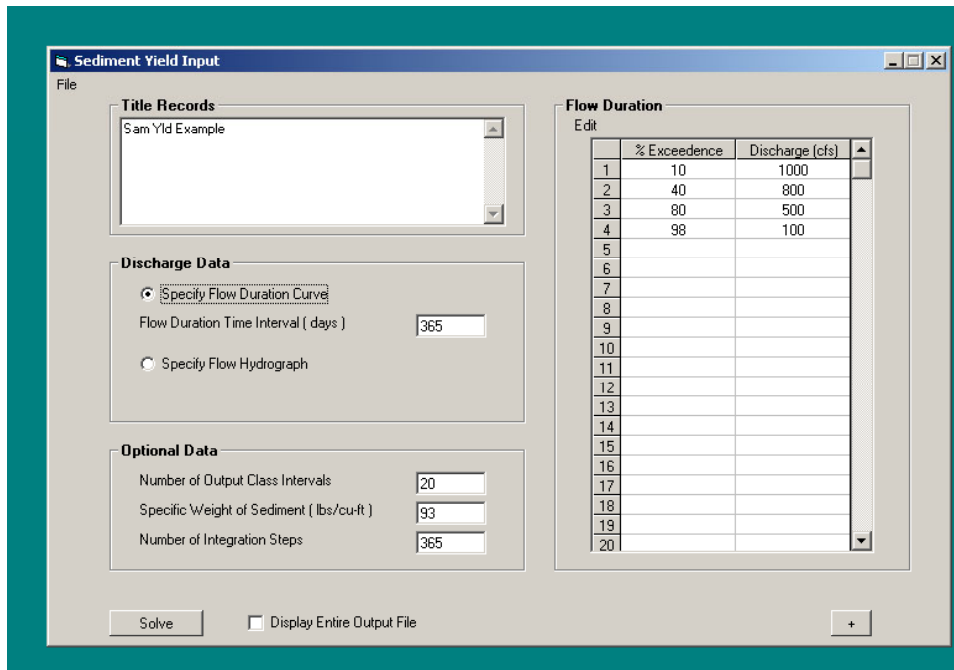 Sediment Yield Input
File
Title Records
Sam Yld Example
Discharge Data
Specify Flow Duration Curve
Flow Duration Time Interval ( days ) 365
Specify Flow Hydrograph
Optional Data
Number of Output Class Intervals 20
Specific Weight of Sediment ( lbs/cu-ft ) 93
Number of Integration Steps 365
Flow Duration
Edit
% Exceedence Discharge (cfs)
1 10 1000
2 40 800
3 80 500
4 98 100
5
6
7
8
9
10
11
12
13
14
15
16
17
18
19
20
Solve
Display Entire Output File
+